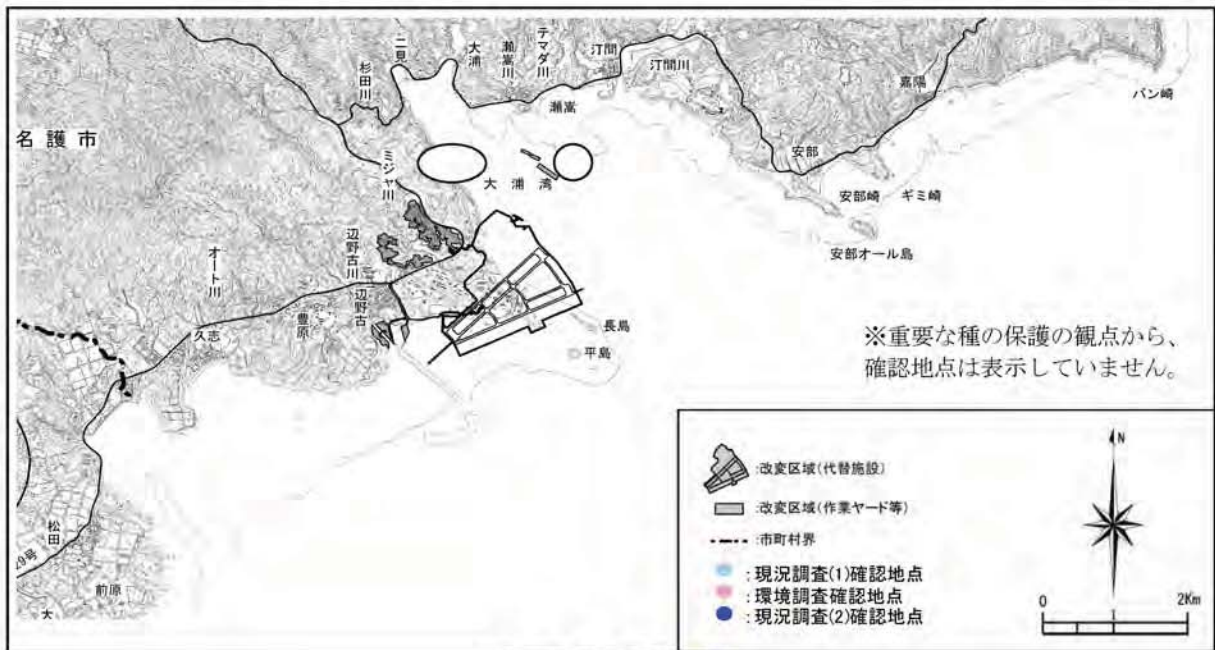 名護市
杉田川
二見
大浦
瀬嵩川
テマダ川
汀間
汀間川
瀬嵩
嘉陽
バン崎
安部
安部崎
ギミ崎
安部オール島
大浦湾
ミジャ川
辺野古川
辺野古
オート川
豊原
久志
長島
平島
松田
29号
前原
大
※重要な種の保護の観点から、
確認地点は表示していません。
:改変区域(代替施設)
:改変区域(作業ヤード等)
:市町村界
:現況調査(1)確認地点
:環境調査確認地点
:現況調査(2)確認地点
N
0 2Km